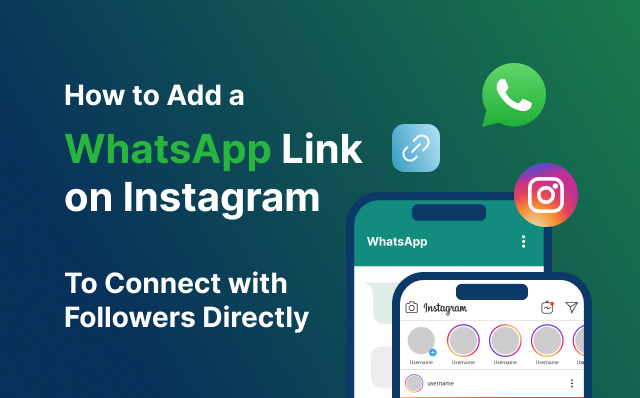 How to Add a
WhatsApp Link
on Instagram
To Connect with
Followers Directly
WhatsApp
Instagram
Username Username Username Username Use
username